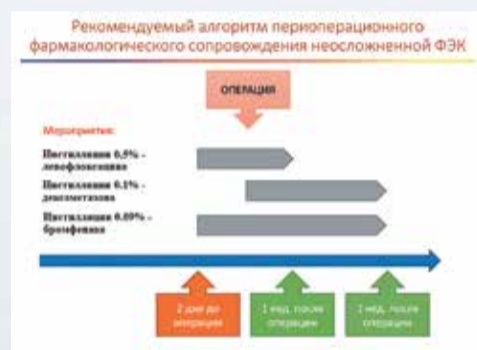 Рекомендуемый алгоритм периоперационного
фармакологического сопровождения неосложненной ФЭК
ОПЕРАЦИЯ
Мероприятия:
Инстилляции 0,5% -
левофлоксацина
Инстилляции 0.1% -
дексаметазона
Инстилляции 0.09% -
бромфенака
2 дня до
операции
1 нед. после
операции
нед. после
операции